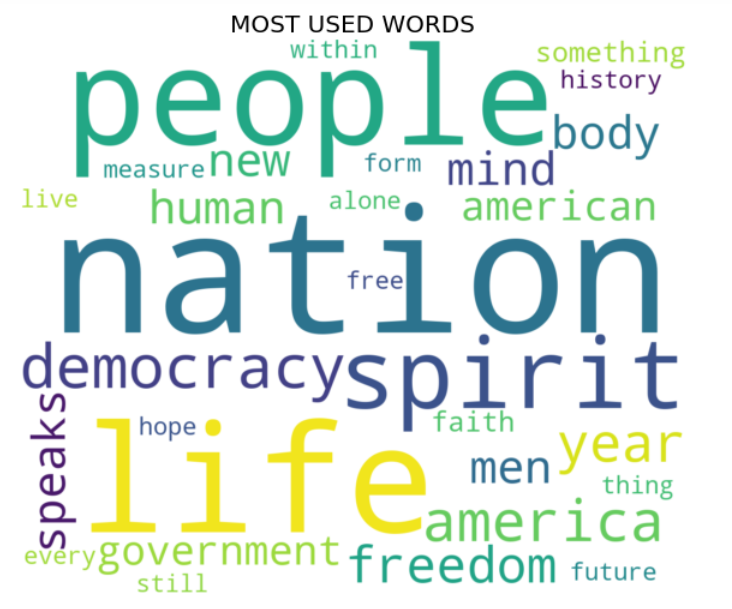 MOST USED WORDS
within
something
people
history
body
measure
new
form
mind
live
human
alone
american
nation
free
democracy
spirit
speaks
life
hope
faith
year
men
thing
america
every
government
freedom
future
still